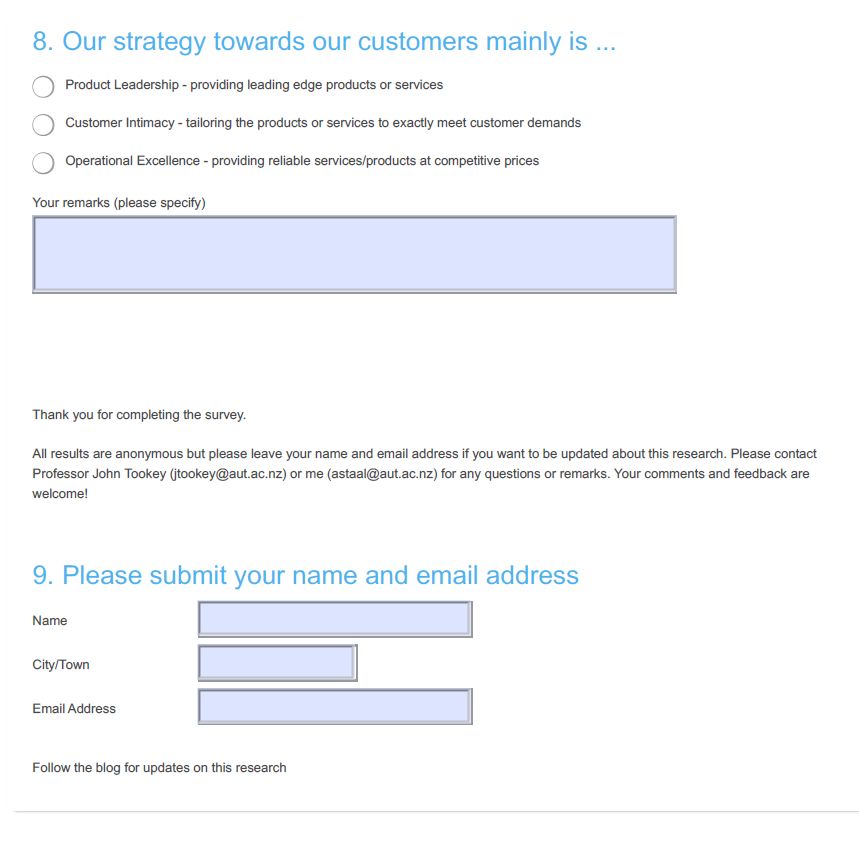 8. Our strategy towards our customers mainly is ...
Product Leadership - providing leading edge products or services
Customer Intimacy - tailoring the products or services to exactly meet customer demands
Operational Excellence - providing reliable services/products at competitive prices
Your remarks (please specify)
Thank you for completing the survey.
All results are anonymous but please leave your name and email address if you want to be updated about this research. Please contact
Professor John Tookey (jtookey@aut.ac.nz) or me (astaal@aut.ac.nz) for any questions or remarks. Your comments and feedback are
welcome!
9. Please submit your name and email address
Name
City/Town
Email Address
Follow the blog for updates on this research